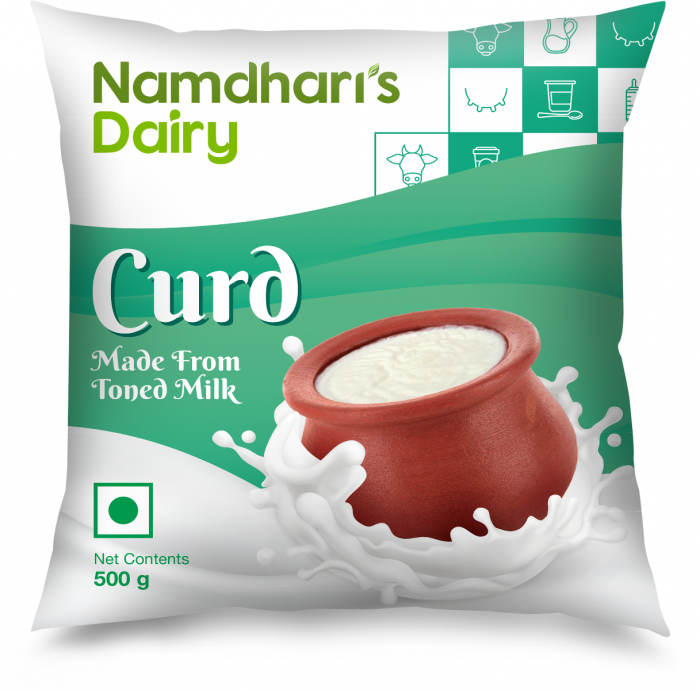 Namdhari's
Dairy
Curd
Made From
Toned Milk
Net Contents
500 g